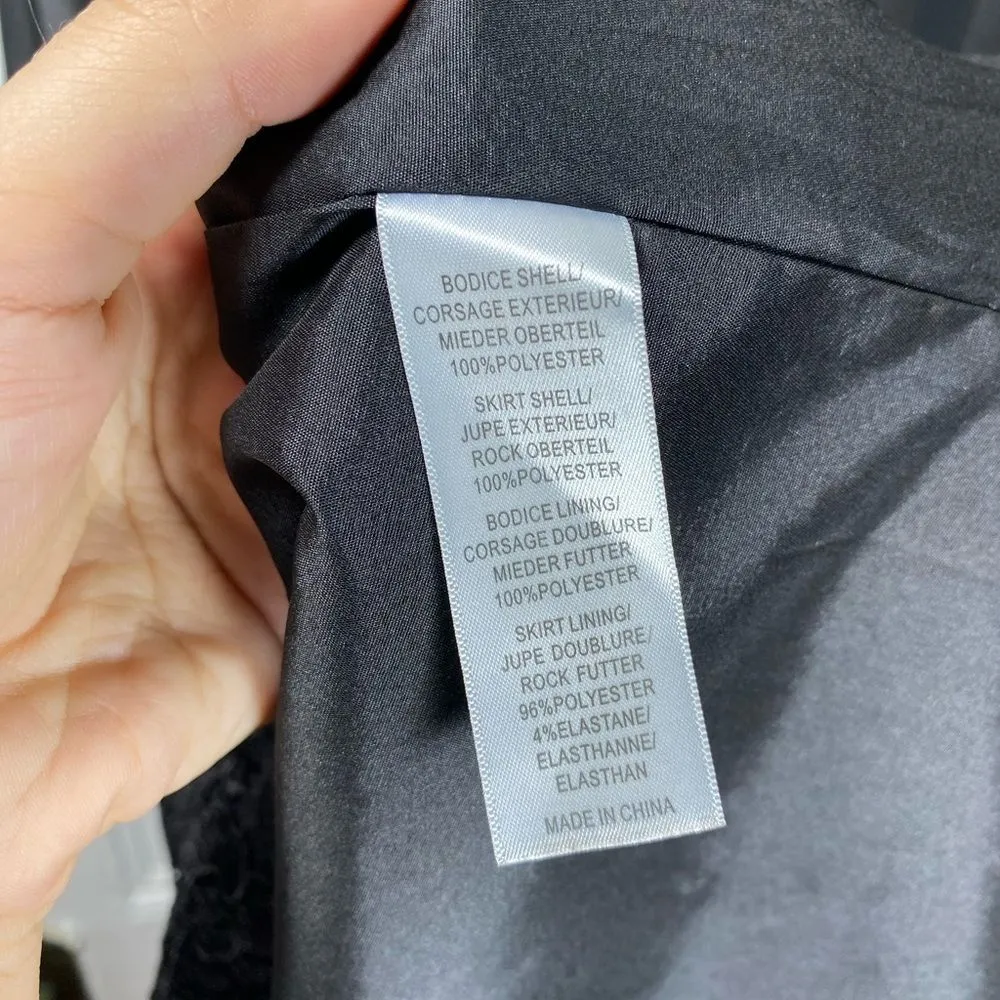 BODICE SHELL/
CORSAGE EXTERIEUR/
MIEDER OBERTEIL
100%POLYESTER
SKIRT SHELL/
JUPE EXTERIEUR/
ROCK OBERTEIL
100%POLYESTER
BODICE LINING/
CORSAGE DOUBLURE/
MIEDER FUTTER
100%POLYESTER
SKIRT LINING/
JUPE DOUBLURE/
ROCK FUTTER
96%POLYESTER
4%ELASTANE/
ELASTHANNE/
ELASTHAN
MADE IN CHINA